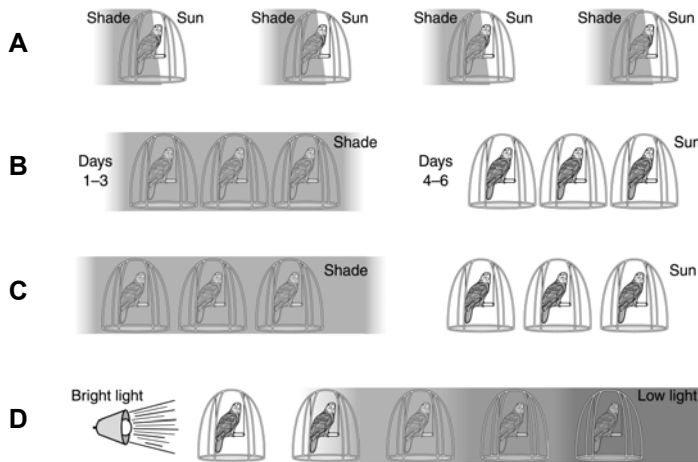 A Shade Sun Shade Sun Shade Sun Shade Sun
B Days 1–3 Shade Days 4–6 Sun
C Shade Sun
D Bright light Low light